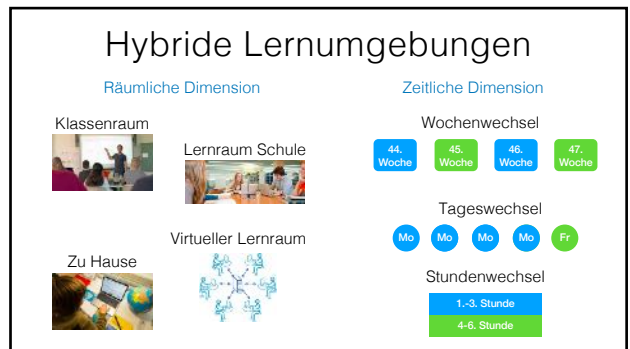 Hybride Lernumgebungen
Räumliche Dimension
Klassenraum
Lernraum Schule
Zu Hause
Virtueller Lernraum
Zeitliche Dimension
Wochenwechsel
44. Woche
45. Woche
46. Woche
47. Woche
Tageswechsel
Mo Mo Mo Mo Fr
Stundenwechsel
1.-3. Stunde
4-6. Stunde